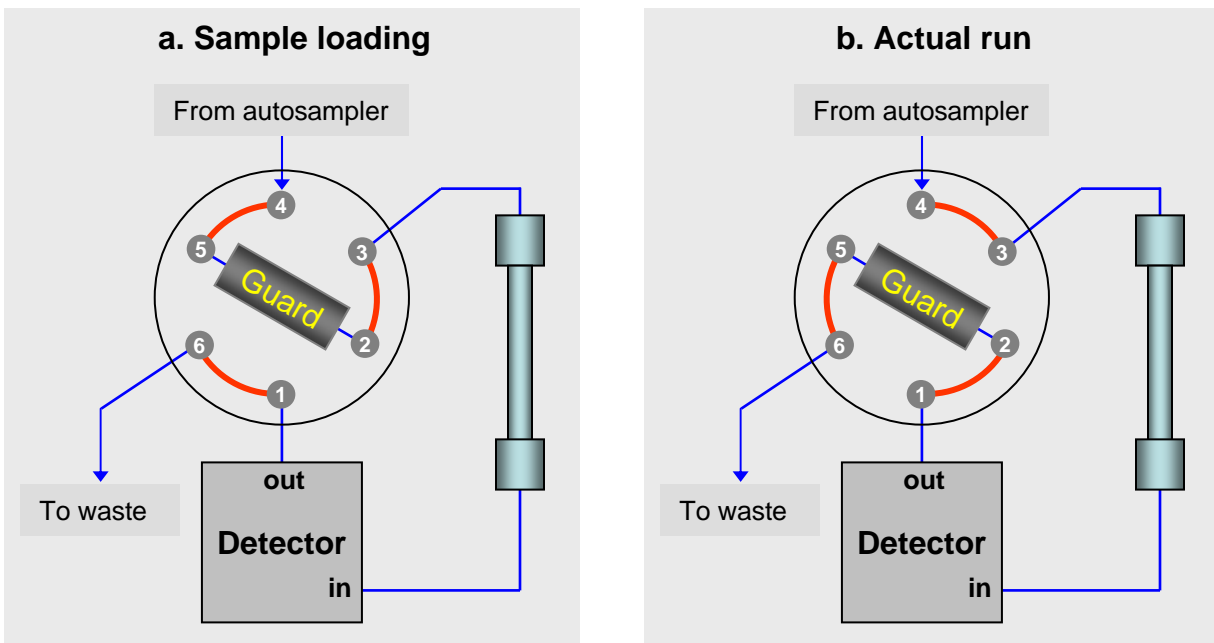 a. Sample loading
From autosampler
4
5
3
Guard
2
6
1
out
To waste
Detector
in
b. Actual run
From autosampler
4
5
3
Guard
2
6
1
out
To waste
Detector
in